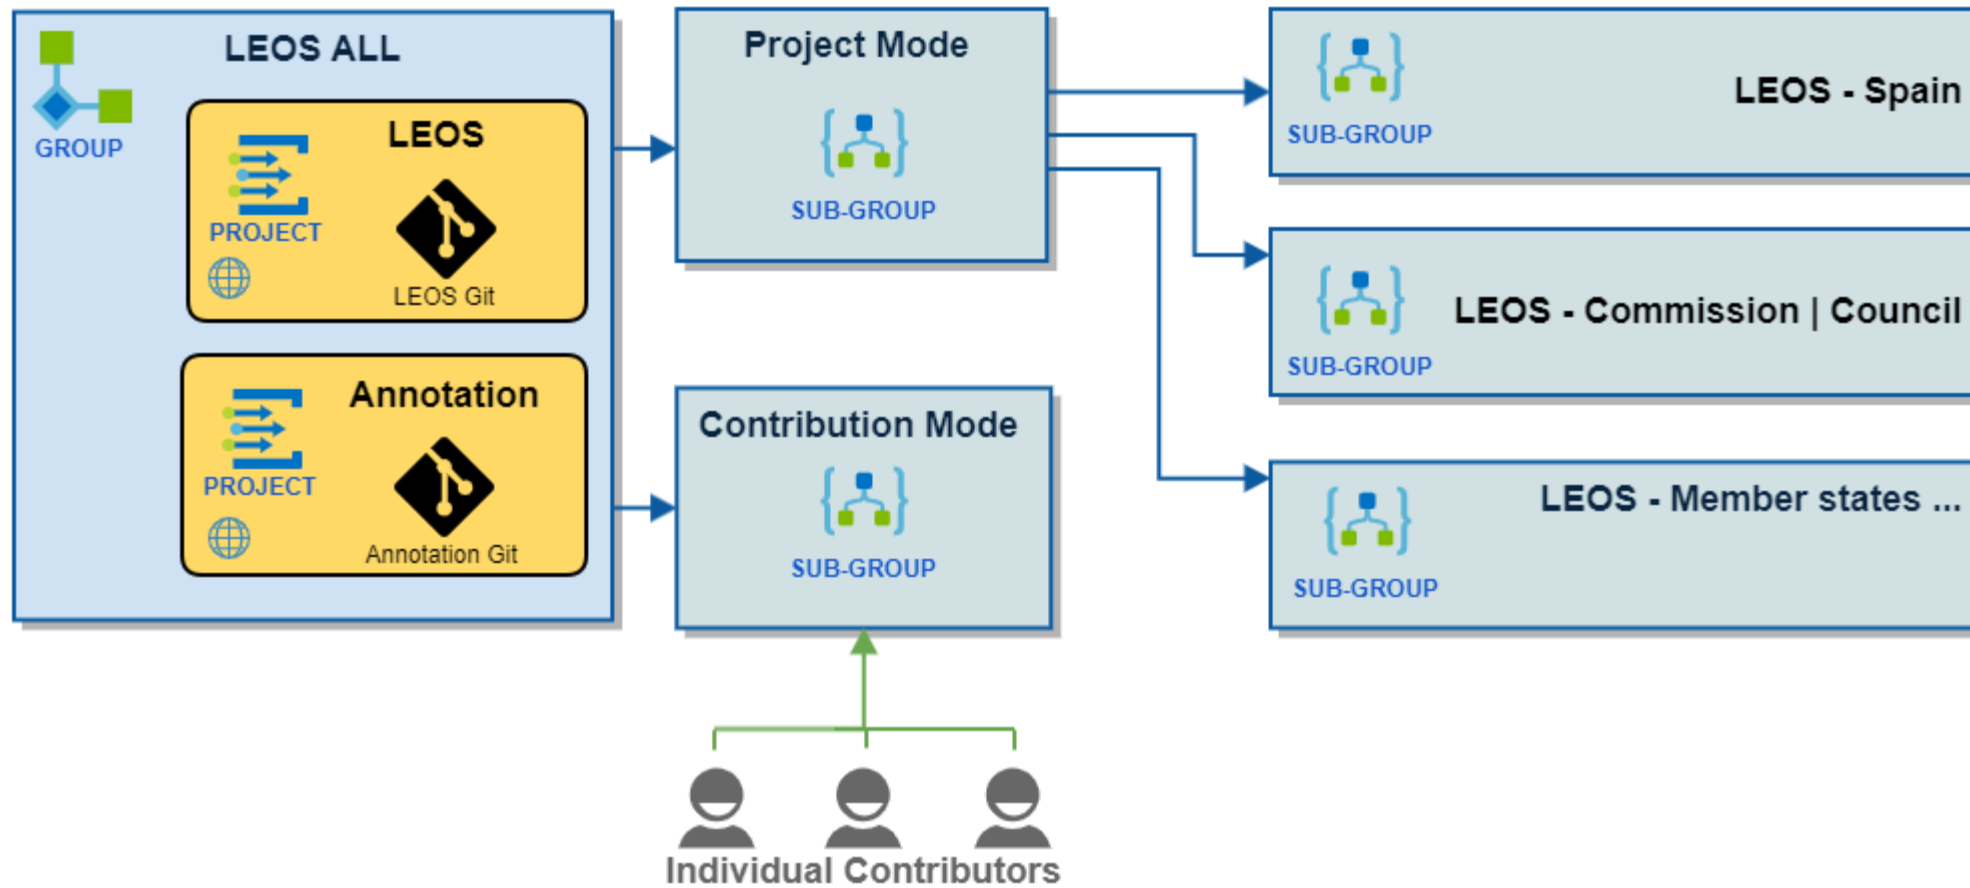 LEOS ALL
GROUP
LEOS
PROJECT
LEOS Git
Annotation
PROJECT
Annotation Git
Project Mode
SUB-GROUP
Contribution Mode
SUB-GROUP
Individual Contributors
LEOS - Spain
SUB-GROUP
LEOS - Commission | Council
SUB-GROUP
LEOS - Member states ...
SUB-GROUP